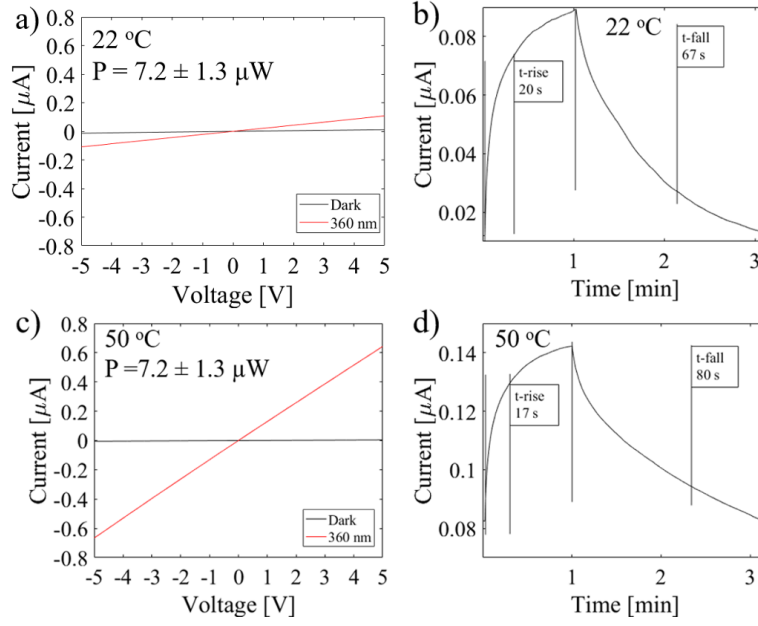 a)
22 °C
P = 7.2 ± 1.3 µW
Current [µA]
0.8
0.6
0.4
0.2
0
-0.2
-0.4
-0.6
-0.8
Dark
360 nm
-5 -4 -3 -2 -1 0 1 2 3 4 5
Voltage [V]
b)
22 °C
t-rise
20 s
t-fall
67 s
Current [µA]
0.08
0.06
0.04
0.02
1 2 3
Time [min]
c)
50 °C
P =7.2 ± 1.3 µW
Current [µA]
0.8
0.6
0.4
0.2
0
-0.2
-0.4
-0.6
-0.8
Dark
360 nm
-5 -4 -3 -2 -1 0 1 2 3 4 5
Voltage [V]
d)
50 °C
t-rise
17 s
t-fall
80 s
Current [µA]
0.14
0.12
0.1
0.08
1 2 3
Time [min]